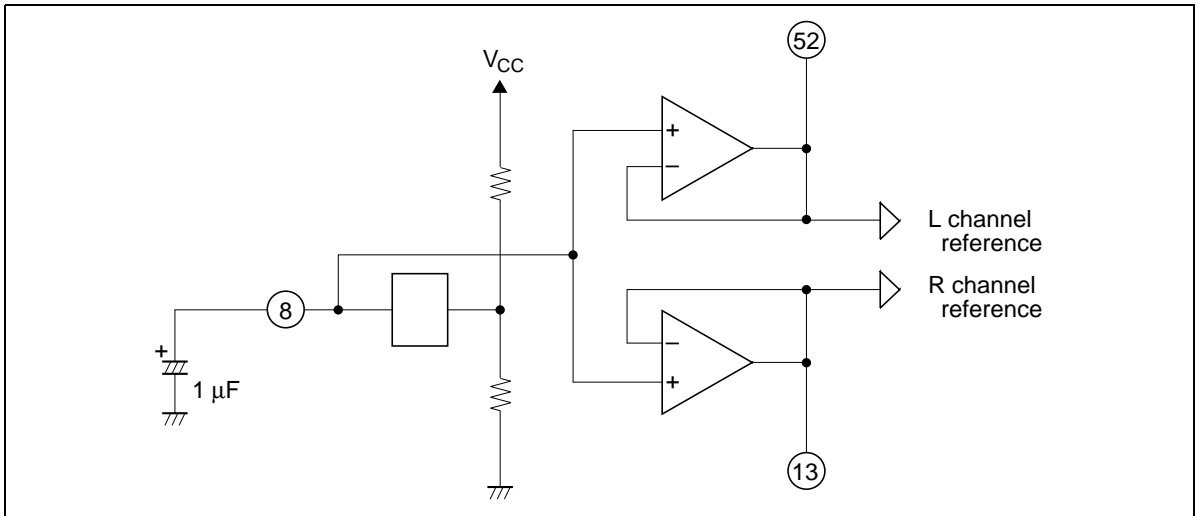 52
VCC
+
−
L channel
reference
R channel
reference
8
−
+
+
1 μF
13